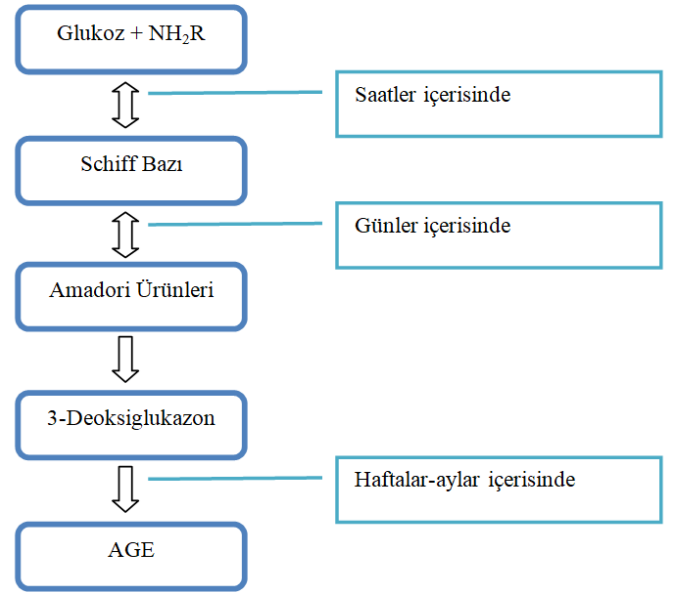 Glukoz + NH₂R
Saatler içerisinde
Schiff Bazı
Günler içerisinde
Amadori Ürünleri
3-Deoksiglukazon
Haftalar-aylar içerisinde
AGE